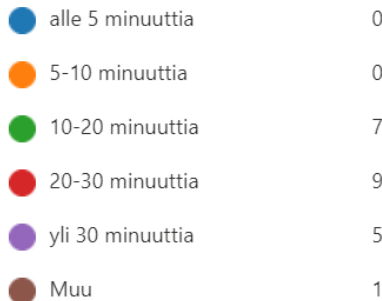 alle 5 minuuttia 0
5-10 minuuttia 0
10-20 minuuttia 7
20-30 minuuttia 9
yli 30 minuuttia 5
Muu 1